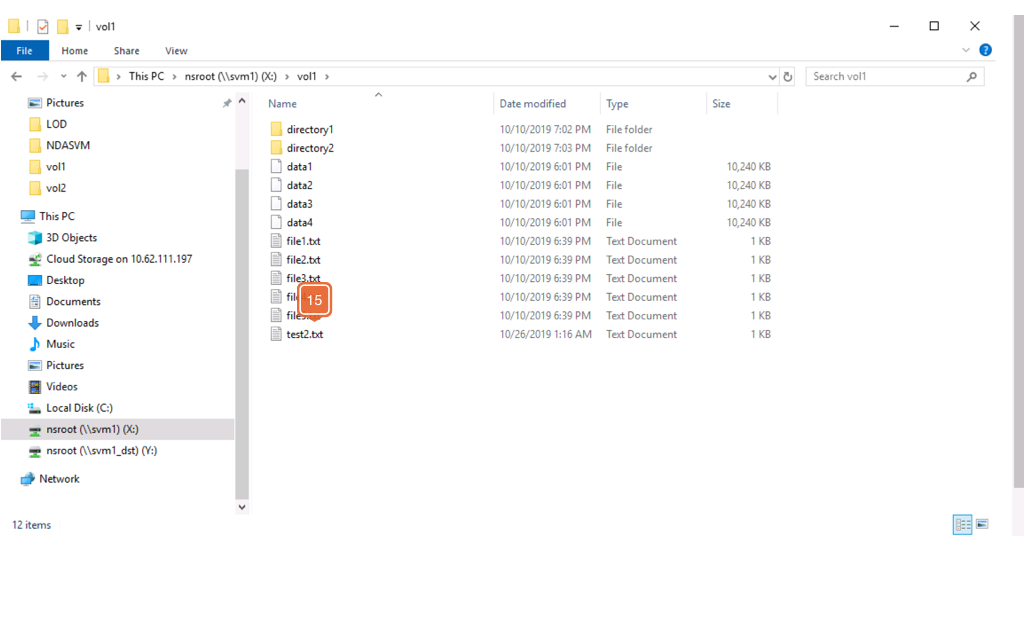 vol1
File Home Share View
This PC nsroot (\\svm1) (X:) vol1 Search vol1
Name Date modified Type Size
Pictures
LOD
NDASVM
vol1
vol2
This PC
3D Objects
Cloud Storage on 10.62.111.197
Desktop
Documents
Downloads
Music
Pictures
Videos
Local Disk (C:)
nsroot (\\svm1) (X:)
nsroot (\\svm1_dst) (Y:)
Network
directory1 10/10/2019 7:02 PM File folder
directory2 10/10/2019 7:03 PM File folder
data1 10/10/2019 6:01 PM File 10,240 KB
data2 10/10/2019 6:01 PM File 10,240 KB
data3 10/10/2019 6:01 PM File 10,240 KB
data4 10/10/2019 6:01 PM File 10,240 KB
file1.txt 10/10/2019 6:39 PM Text Document 1 KB
file2.txt 10/10/2019 6:39 PM Text Document 1 KB
file3.txt 10/10/2019 6:39 PM Text Document 1 KB
10/10/2019 6:39 PM Text Document 1 KB
15
10/10/2019 6:39 PM Text Document 1 KB
test2.txt 10/26/2019 1:16 AM Text Document 1 KB
12 items